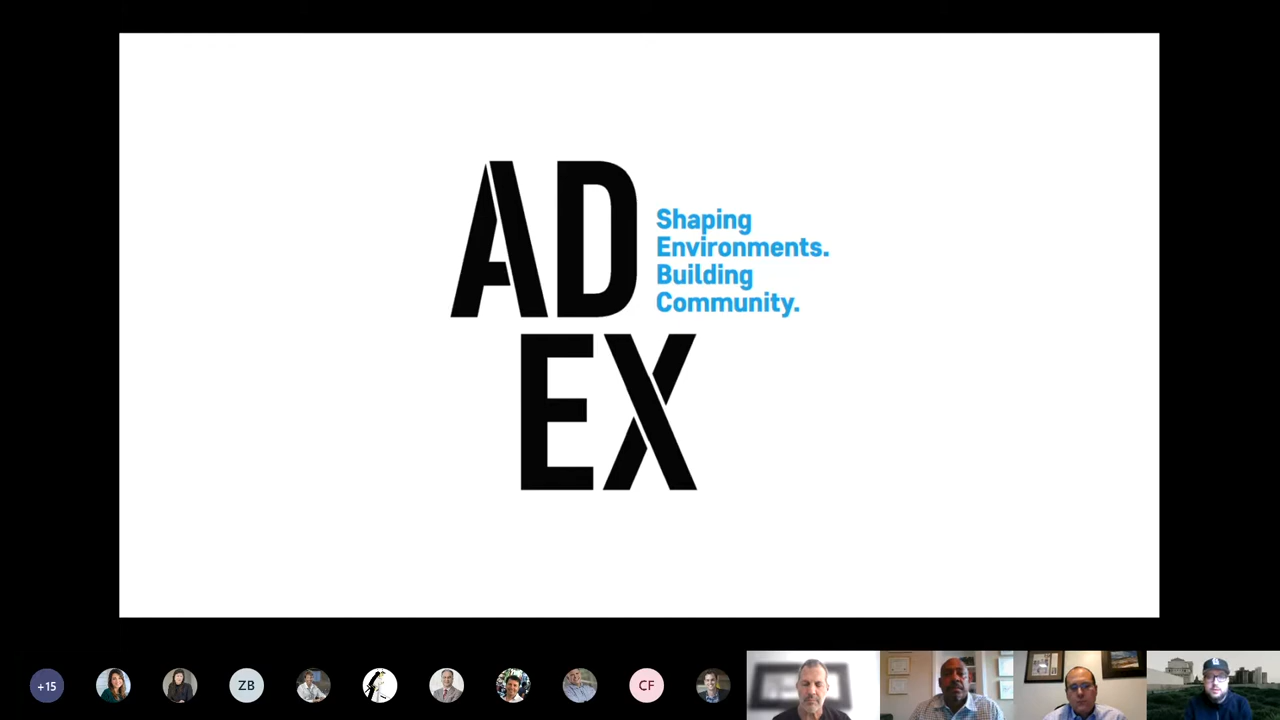 AD
Shaping
Environments.
Building
Community.
EX
+15
ZB
CF